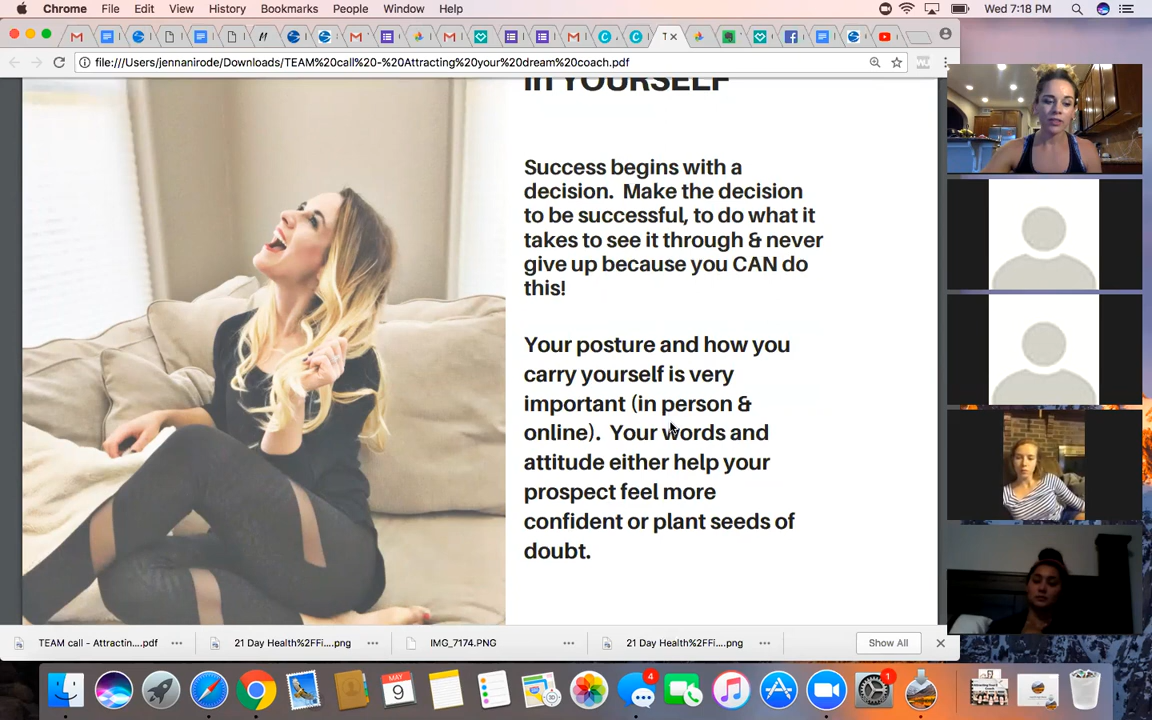 Chrome File Edit View History Bookmarks People Window Help Wed 7:18 PM
file:///Users/jennanirode/Downloads/TEAM%20call%20-%20Attracting%20your%20dream%20coach.pdf
in YOURSELF
Success begins with a
decision. Make the decision
to be successful, to do what it
takes to see it through & never
give up because you CAN do
this!
Your posture and how you
carry yourself is very
important (in person &
online). Your words and
attitude either help your
prospect feel more
confident or plant seeds of
doubt.
TEAM call - Attractin....pdf 21 Day Health%2FFi....png IMG_7174.PNG 21 Day Health%2FFi....png Show All
4 1
MAY
9